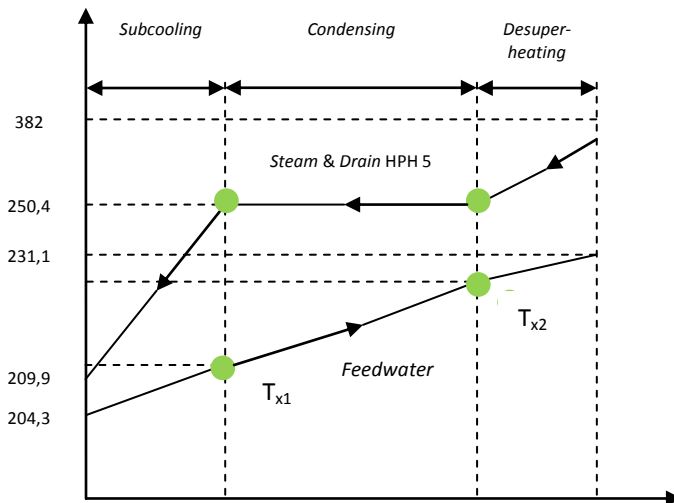 Subcooling
Condensing
Desuper-
heating
382
Steam & Drain HPH 5
250,4
231,1
Tx2
Feedwater
209,9
Tx1
204,3